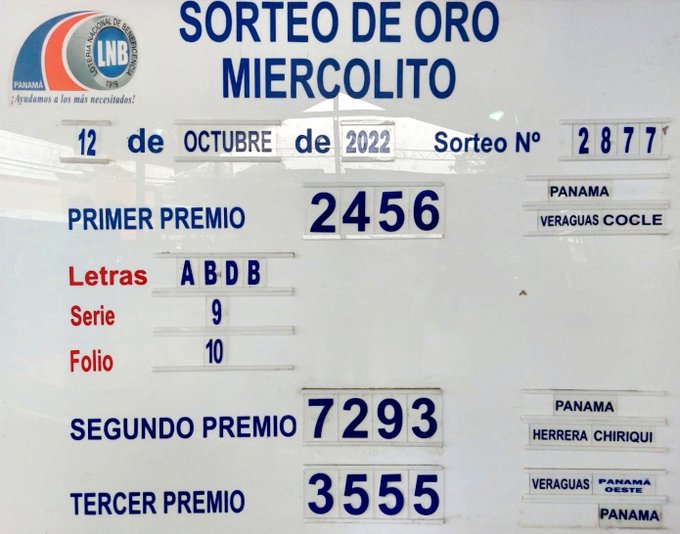 SORTEO DE ORO
MIERCOLITO
LOTERIA NACIONAL DE BENEFICENCIA
LNB
1919
PANAMÁ
¡Ayudamos a los más necesitados!
12 de OCTUBRE de 2022 Sorteo Nº 2877
PRIMER PREMIO 2456 PANAMA
VERAGUAS COCLE
Letras ABDB
Serie 9
Folio 10
SEGUNDO PREMIO 7293 PANAMA
HERRERA CHIRIQUI
TERCER PREMIO 3555 VERAGUAS PANAMÁ OESTE
PANAMA